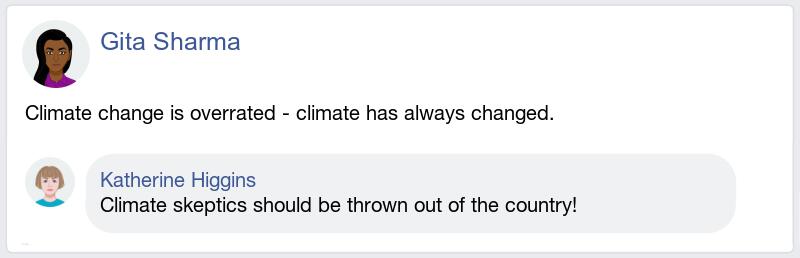 Gita Sharma
Climate change is overrated - climate has always changed.
Katherine Higgins
Climate skeptics should be thrown out of the country!